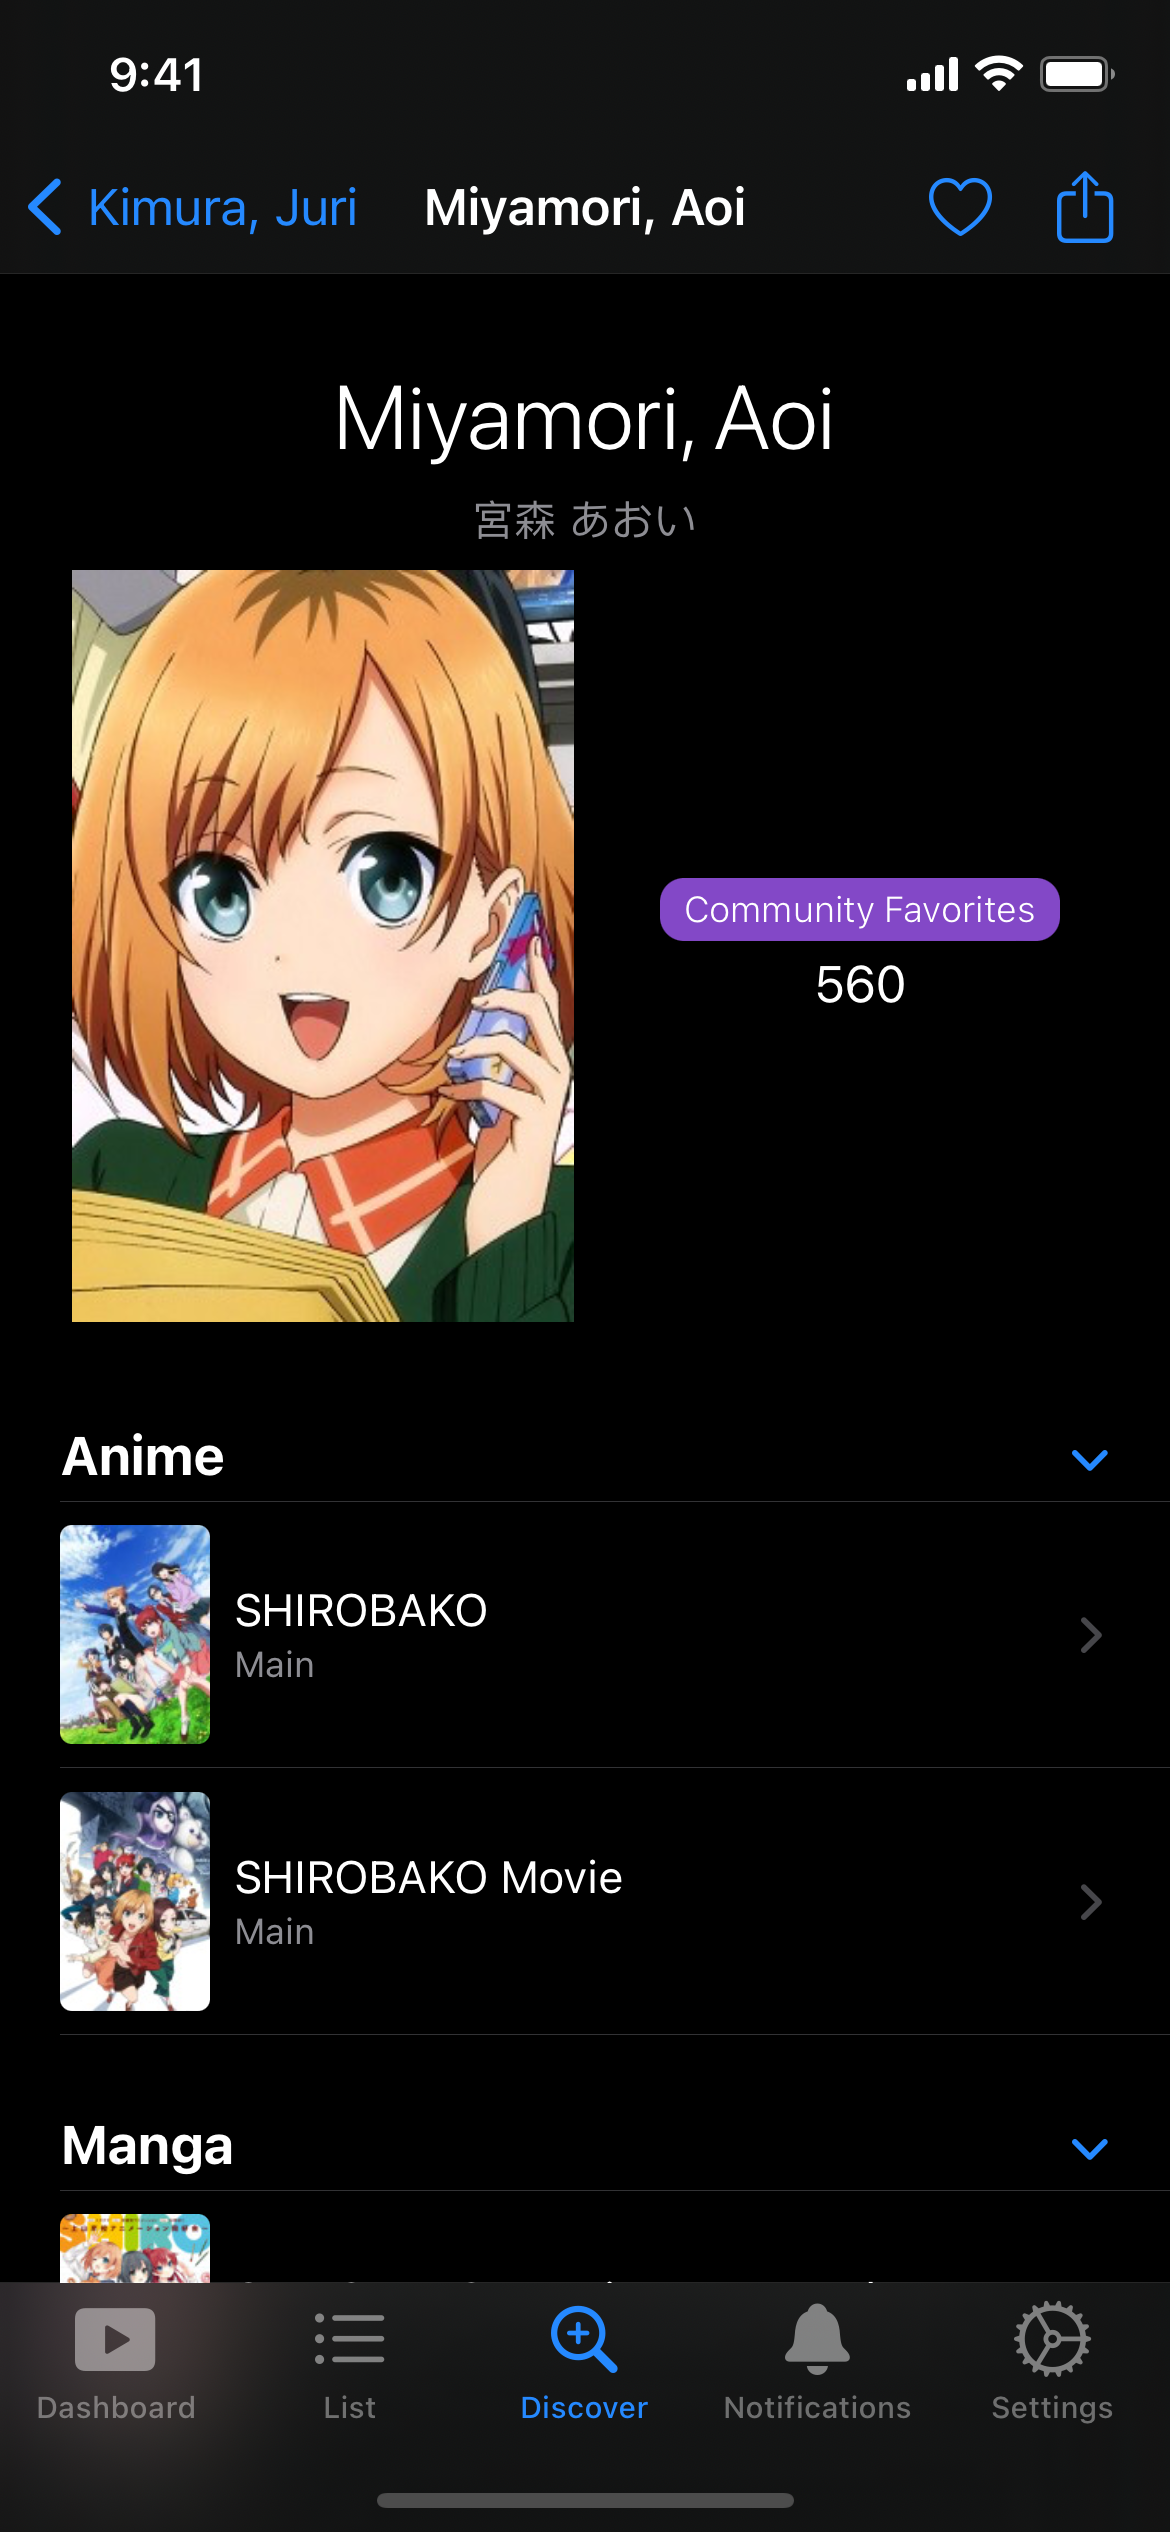 9:41
Kimura, Juri
Miyamori, Aoi
Miyamori, Aoi
宮森 あおい
Community Favorites
560
Anime
SHIROBAKO
Main
SHIROBAKO Movie
Main
Manga
Dashboard
List
Discover
Notifications
Settings